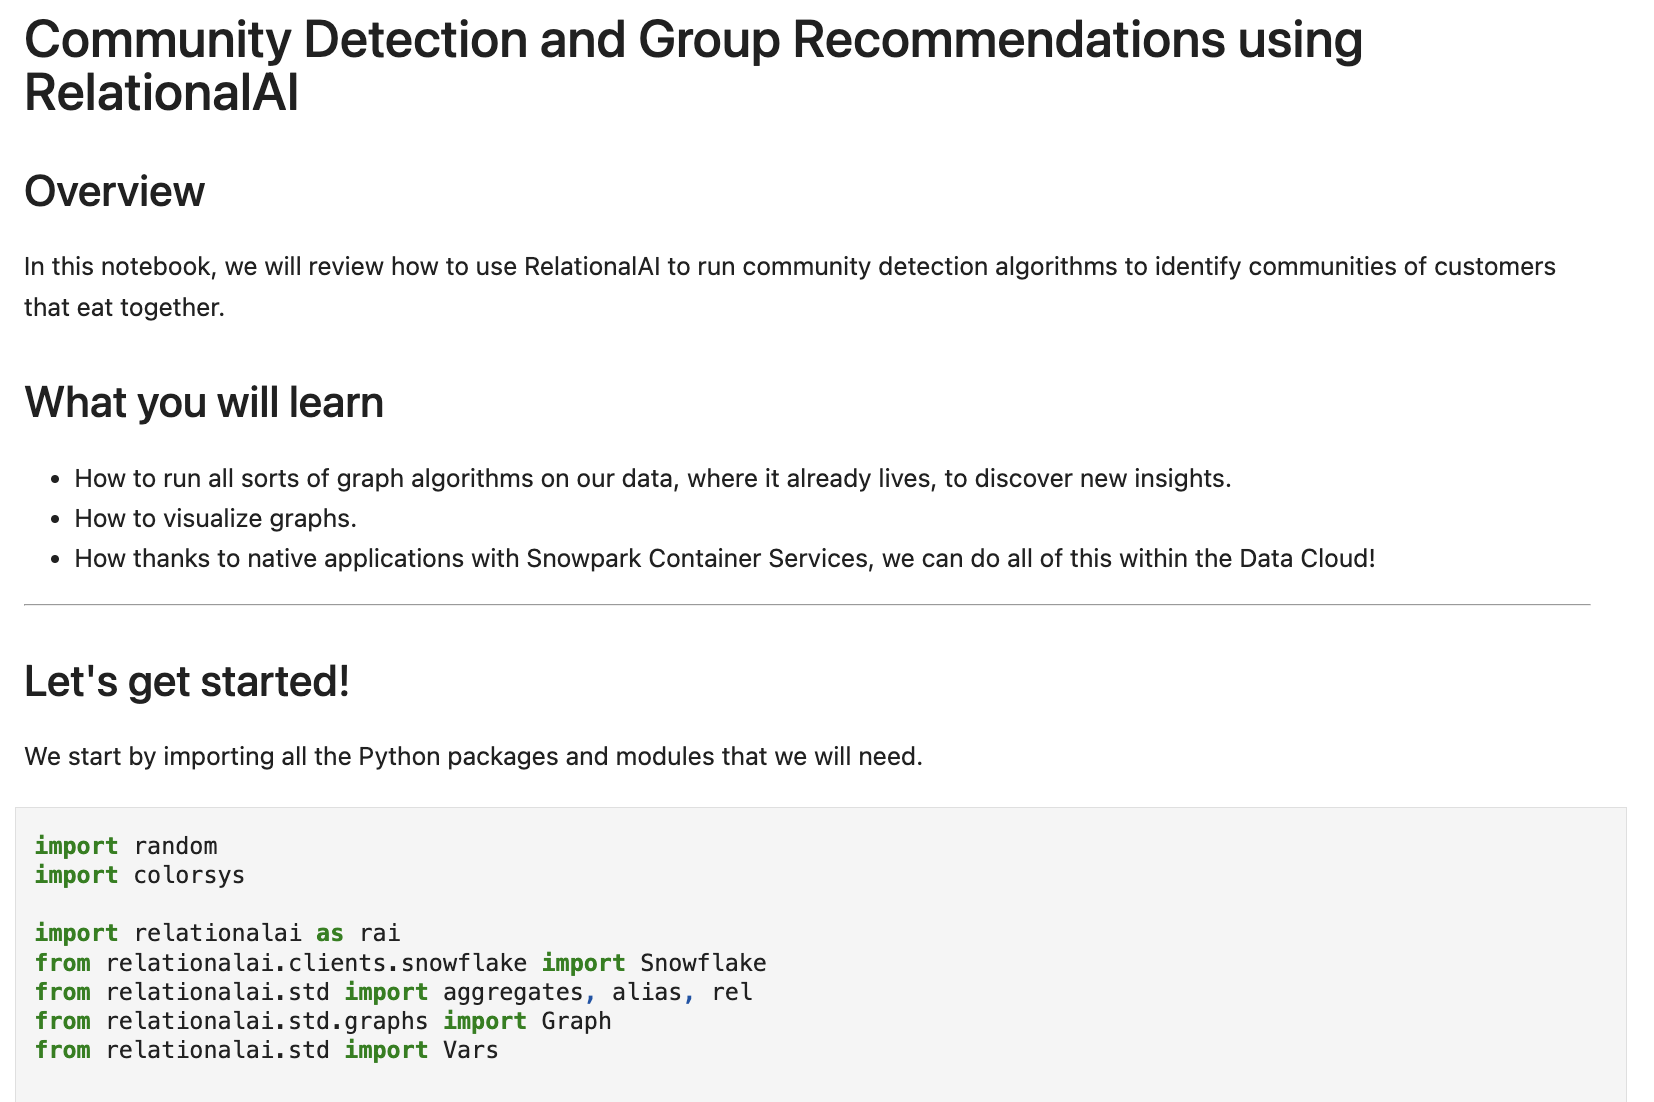 Community Detection and Group Recommendations using
RelationalAI
Overview
In this notebook, we will review how to use RelationalAI to run community detection algorithms to identify communities of customers
that eat together.
What you will learn
• How to run all sorts of graph algorithms on our data, where it already lives, to discover new insights.
• How to visualize graphs.
• How thanks to native applications with Snowpark Container Services, we can do all of this within the Data Cloud!
Let's get started!
We start by importing all the Python packages and modules that we will need.
import random
import colorsys
import relationalai as rai
from relationalai.clients.snowflake import Snowflake
from relationalai.std import aggregates, alias, rel
from relationalai.std.graphs import Graph
from relationalai.std import Vars